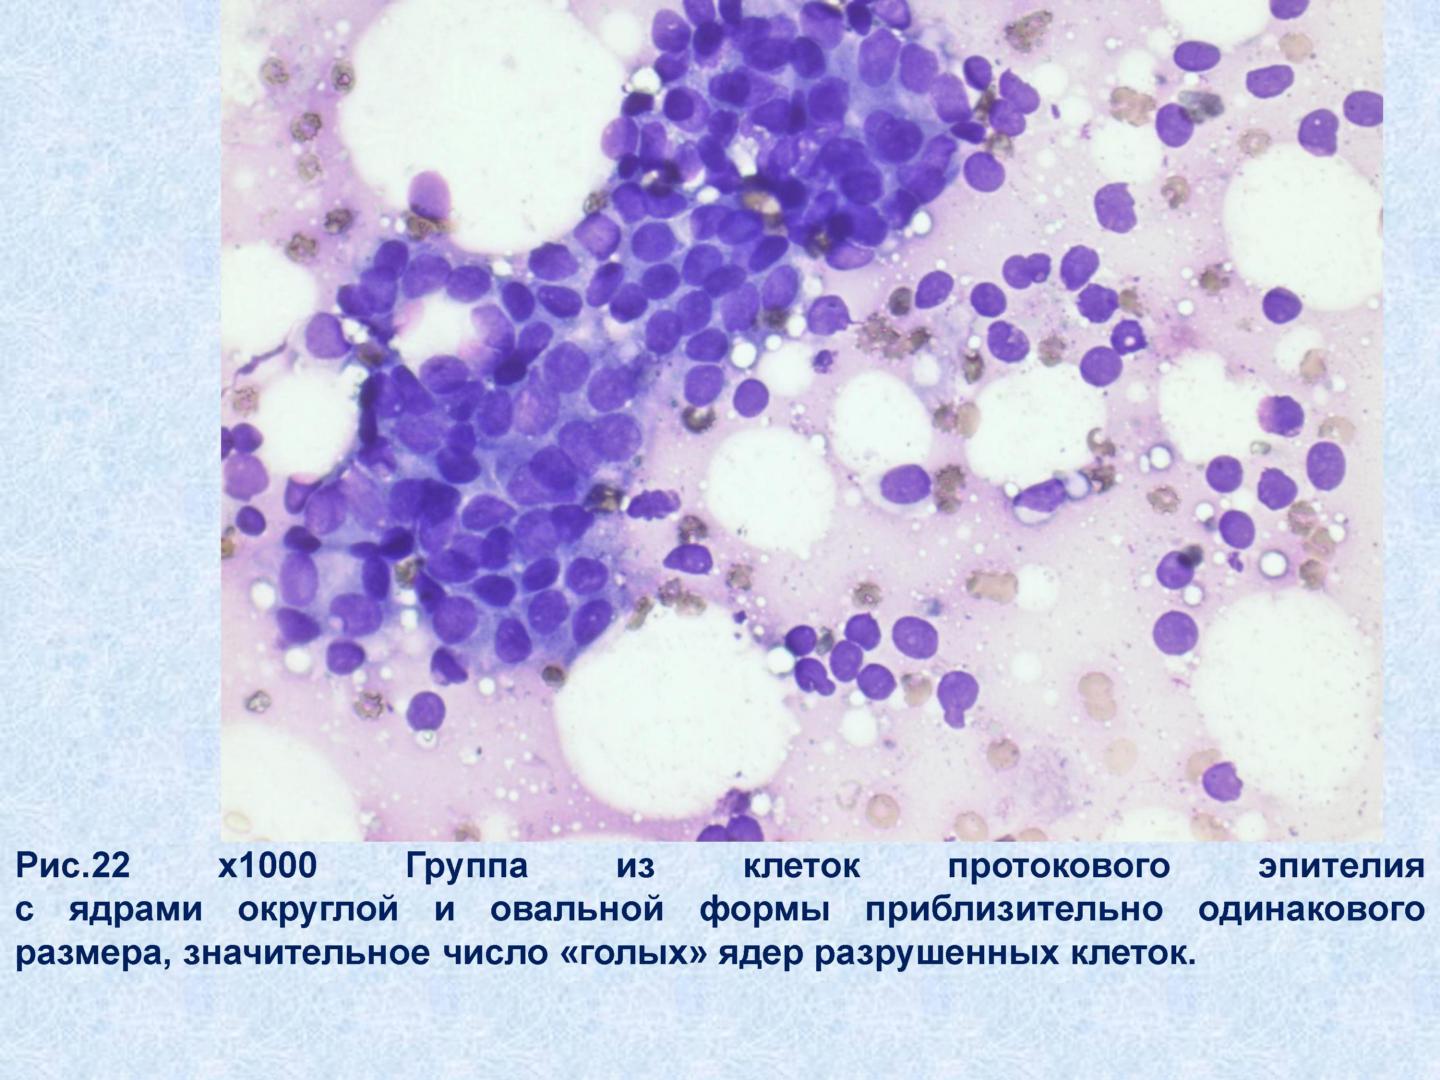 Рис.22 х1000 Группа из клеток протокового эпителия
с ядрами округлой и овальной формы приблизительно одинакового
размера, значительное число «голых» ядер разрушенных клеток.